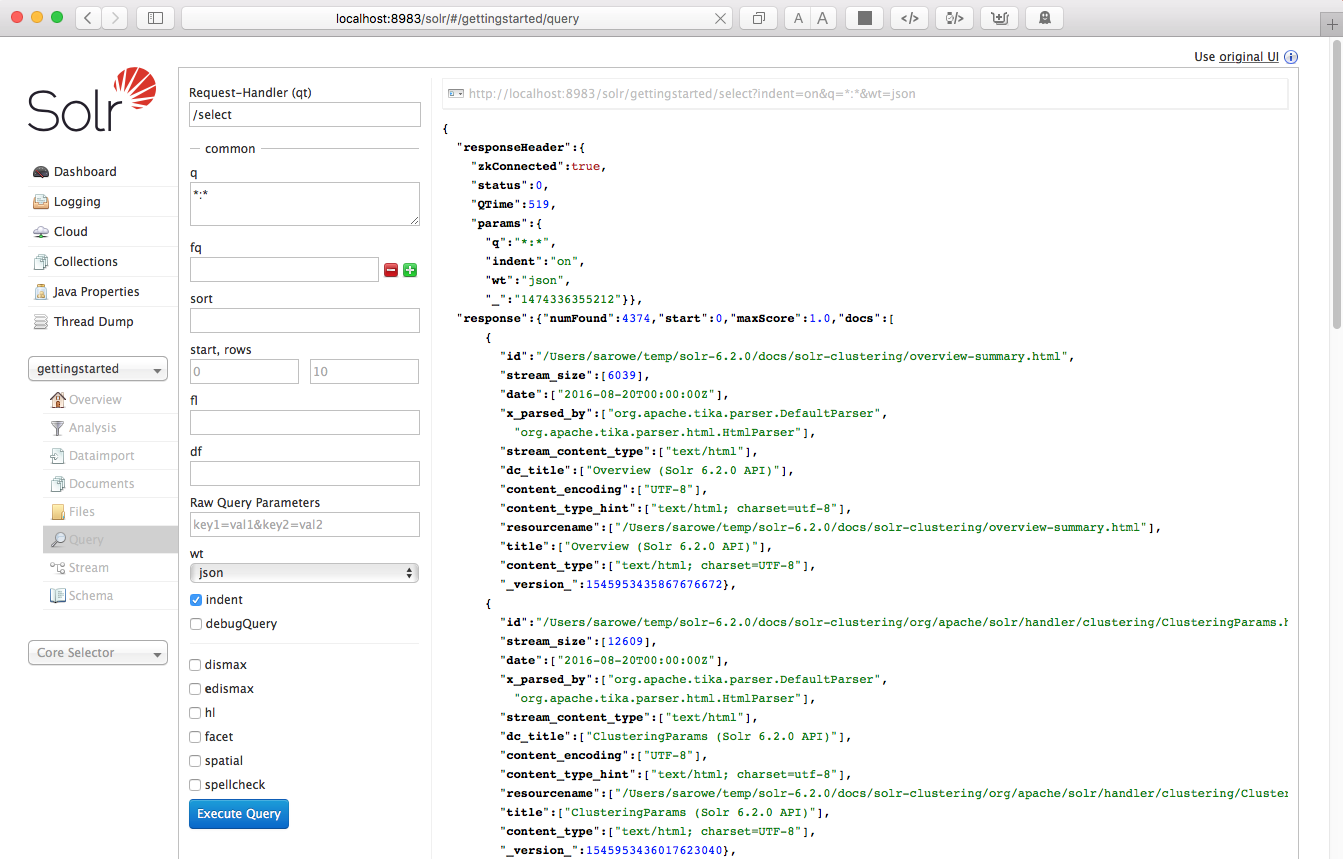 localhost:8983/solr/#/gettingstarted/query
A A
</>
Use original UI
Solr
Dashboard
Logging
Cloud
Collections
Java Properties
Thread Dump
gettingstarted
Overview
Analysis
Dataimport
Documents
Files
Query
Stream
Schema
Core Selector
Request-Handler (qt)
/select
common
q
*:*
fq
sort
start, rows
0 10
fl
df
Raw Query Parameters
key1=val1&key2=val2
wt
json
indent
debugQuery
dismax
edismax
hl
facet
spatial
spellcheck
Execute Query
http://localhost:8983/solr/gettingstarted/select?indent=on&q=*:*&wt=json
{
"responseHeader":{
"zkConnected":true,
"status":0,
"QTime":519,
"params":{
"q":"*:*",
"indent":"on",
"wt":"json",
"_":"1474336355212"}},
"response":{"numFound":4374,"start":0,"maxScore":1.0,"docs":[
{
"id":"/Users/sarowe/temp/solr-6.2.0/docs/solr-clustering/overview-summary.html",
"stream_size":[6039],
"date":["2016-08-20T00:00:00Z"],
"x_parsed_by":["org.apache.tika.parser.DefaultParser",
"org.apache.tika.parser.html.HtmlParser"],
"stream_content_type":["text/html"],
"dc_title":["Overview (Solr 6.2.0 API)"],
"content_encoding":["UTF-8"],
"content_type_hint":["text/html; charset=utf-8"],
"resourcename":["/Users/sarowe/temp/solr-6.2.0/docs/solr-clustering/overview-summary.html"],
"title":["Overview (Solr 6.2.0 API)"],
"content_type":["text/html; charset=UTF-8"],
"_version_":1545953435867676672},
{
"id":"/Users/sarowe/temp/solr-6.2.0/docs/solr-clustering/org/apache/solr/handler/clustering/ClusteringParams.h
"stream_size":[12609],
"date":["2016-08-20T00:00:00Z"],
"x_parsed_by":["org.apache.tika.parser.DefaultParser",
"org.apache.tika.parser.html.HtmlParser"],
"stream_content_type":["text/html"],
"dc_title":["ClusteringParams (Solr 6.2.0 API)"],
"content_encoding":["UTF-8"],
"content_type_hint":["text/html; charset=utf-8"],
"resourcename":["/Users/sarowe/temp/solr-6.2.0/docs/solr-clustering/org/apache/solr/handler/clustering/Cluster
"title":["ClusteringParams (Solr 6.2.0 API)"],
"content_type":["text/html; charset=UTF-8"],
"_version_":1545953436017623040},